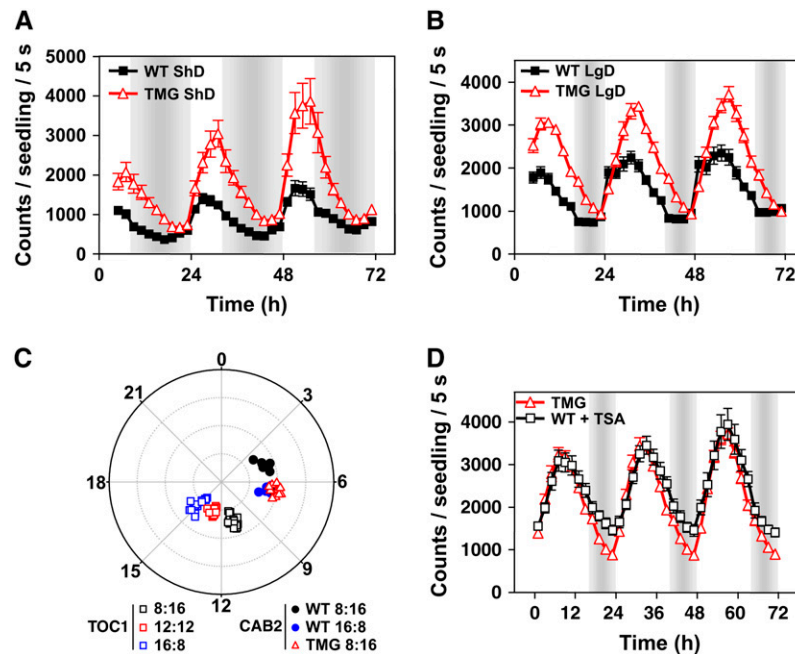 A
Counts / seedling / 5 s
5000
4000
3000
2000
1000
0
WT ShD
TMG ShD
0 24 48 72
Time (h)
B
Counts / seedling / 5 s
4000
3000
2000
1000
0
WT LgD
TMG LgD
0 24 48 72
Time (h)
C
0
3
6
9
12
15
18
21
TOC1
8:16
12:12
16:8
CAB2
WT 8:16
WT 16:8
TMG 8:16
D
Counts / seedling / 5 s
4000
3000
2000
1000
0
TMG
WT + TSA
0 12 24 36 48 60 72
Time (h)